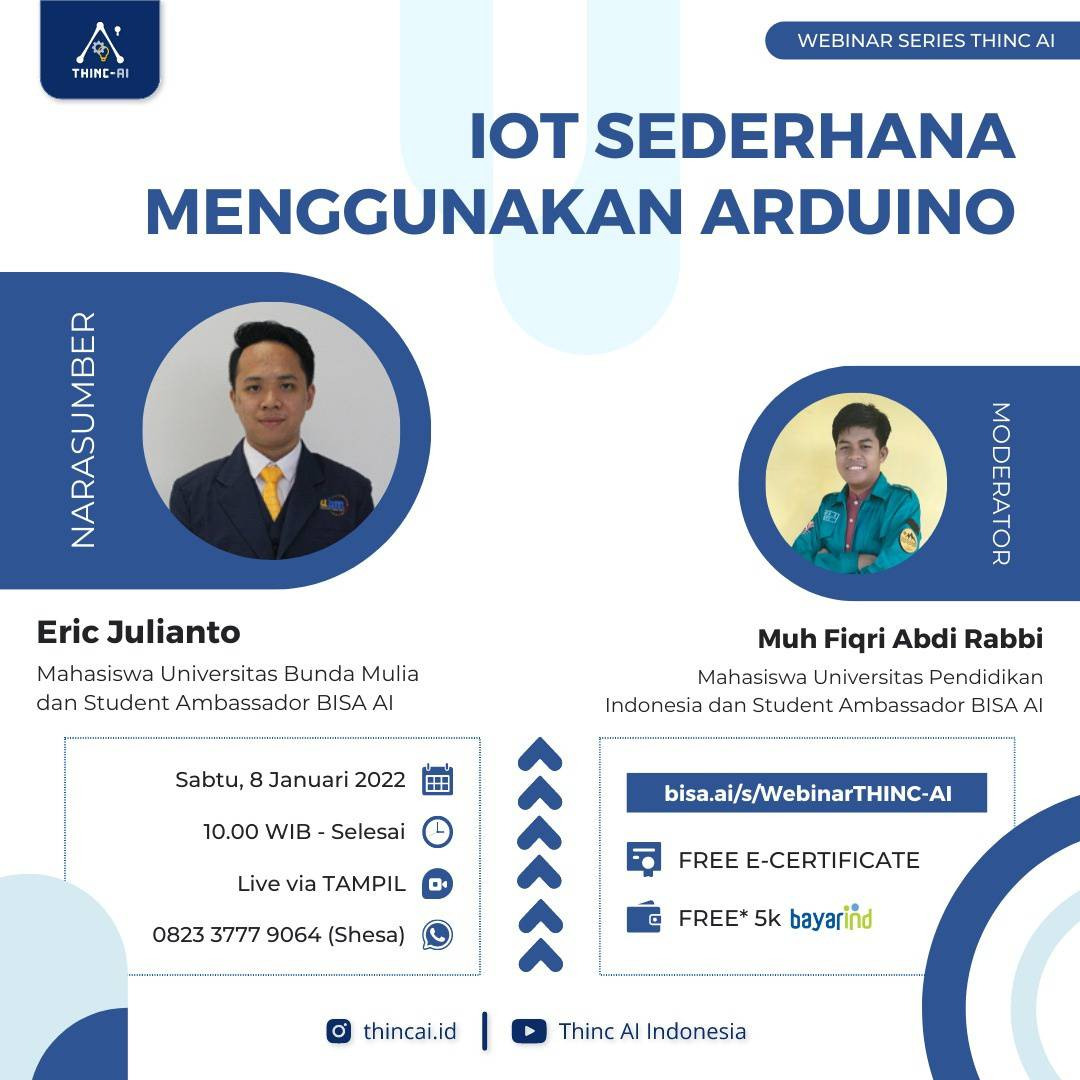 THINC-AI
WEBINAR SERIES THINC AI
IOT SEDERHANA
MENGGUNAKAN ARDUINO
NARASUMBER
MODERATOR
Eric Julianto
Mahasiswa Universitas Bunda Mulia
dan Student Ambassador BISA AI
Muh Fiqri Abdi Rabbi
Mahasiswa Universitas Pendidikan
Indonesia dan Student Ambassador BISA AI
Sabtu, 8 Januari 2022
10.00 WIB - Selesai
Live via TAMPIL
0823 3777 9064 (Shesa)
bisa.ai/s/WebinarTHINC-AI
FREE E-CERTIFICATE
FREE* 5k bayarind
thincai.id
Thinc AI Indonesia